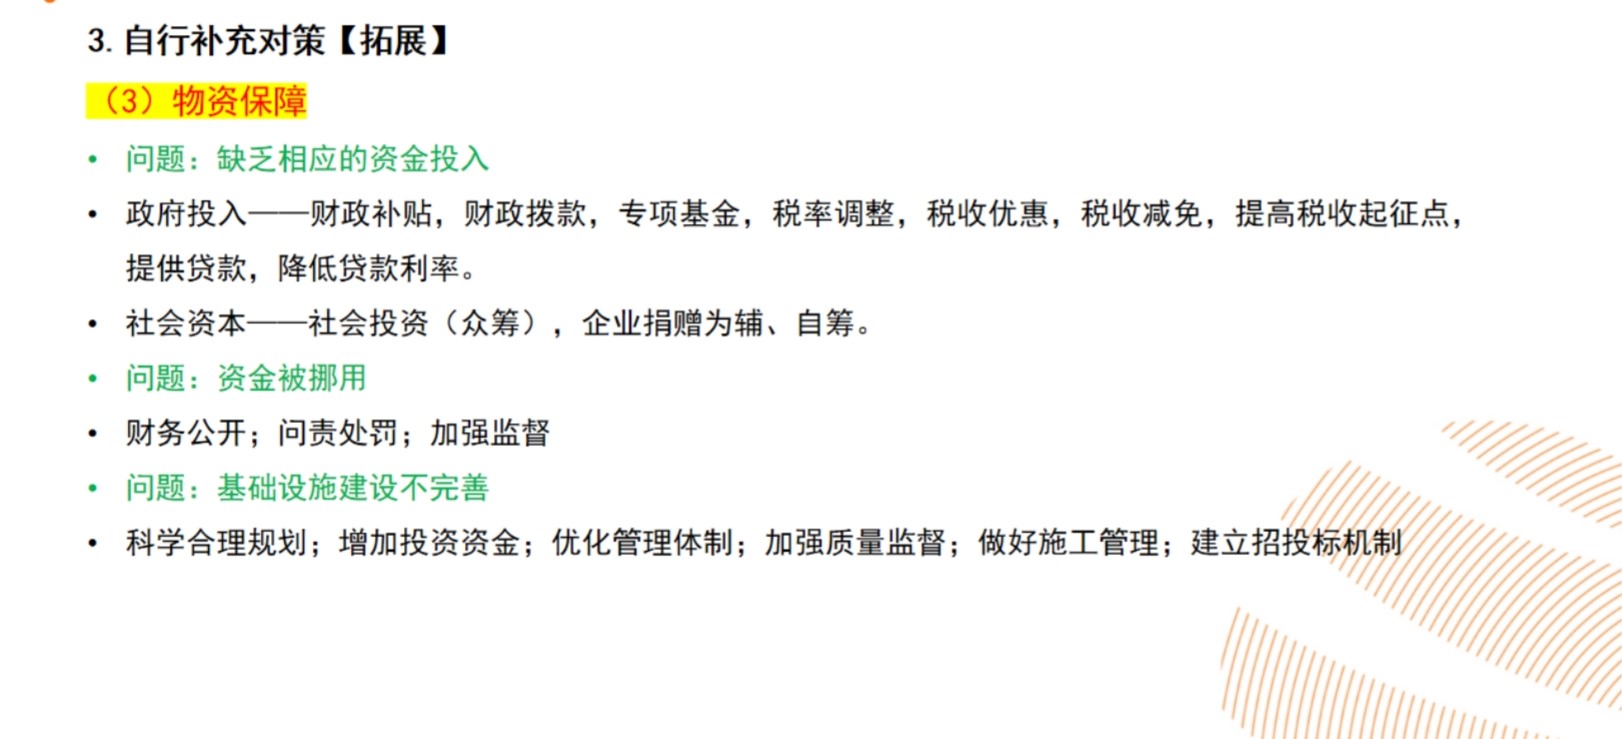 3. 自行补充对策【拓展】
（3）物资保障
• 问题：缺乏相应的资金投入
• 政府投入——财政补贴，财政拨款，专项基金，税率调整，税收优惠，税收减免，提高税收起征点，
提供贷款，降低贷款利率。
• 社会资本——社会投资（众筹），企业捐赠为辅、自筹。
• 问题：资金被挪用
• 财务公开；问责处罚；加强监督
• 问题：基础设施建设不完善
• 科学合理规划；增加投资资金；优化管理体制；加强质量监督；做好施工管理；建立招投标机制